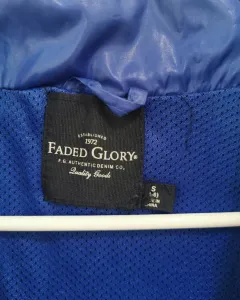 ESTABLISHED
1972
FADED GLORY®
F.G. AUTHENTIC DENIM CO.
Quality Goods
S